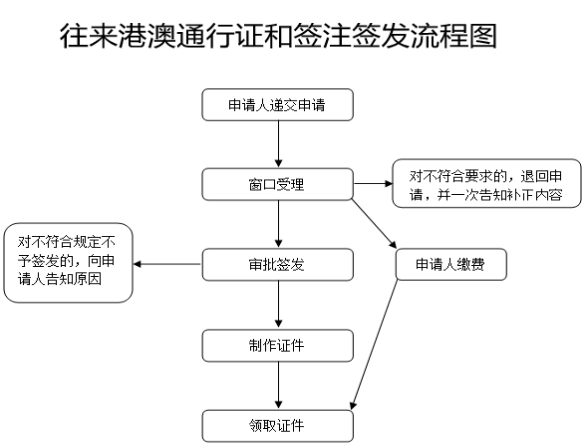 往来港澳通行证和签注签发流程图
申请人递交申请
窗口受理
对不符合要求的，退回申
请，并一次告知补正内容
对不符合规定不
予签发的，向申
请人告知原因
审批签发
申请人缴费
制作证件
领取证件